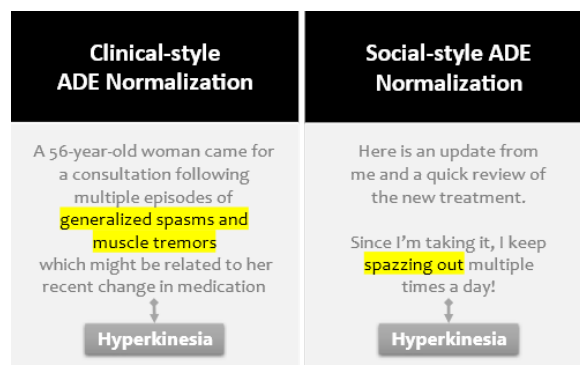 Clinical-style
ADE Normalization
A 56-year-old woman came for
a consultation following
multiple episodes of
generalized spasms and
muscle tremors
which might be related to her
recent change in medication
Hyperkinesia
Social-style ADE
Normalization
Here is an update from
me and a quick review of
the new treatment.
Since I'm taking it, I keep
spazzing out multiple
times a day!
Hyperkinesia